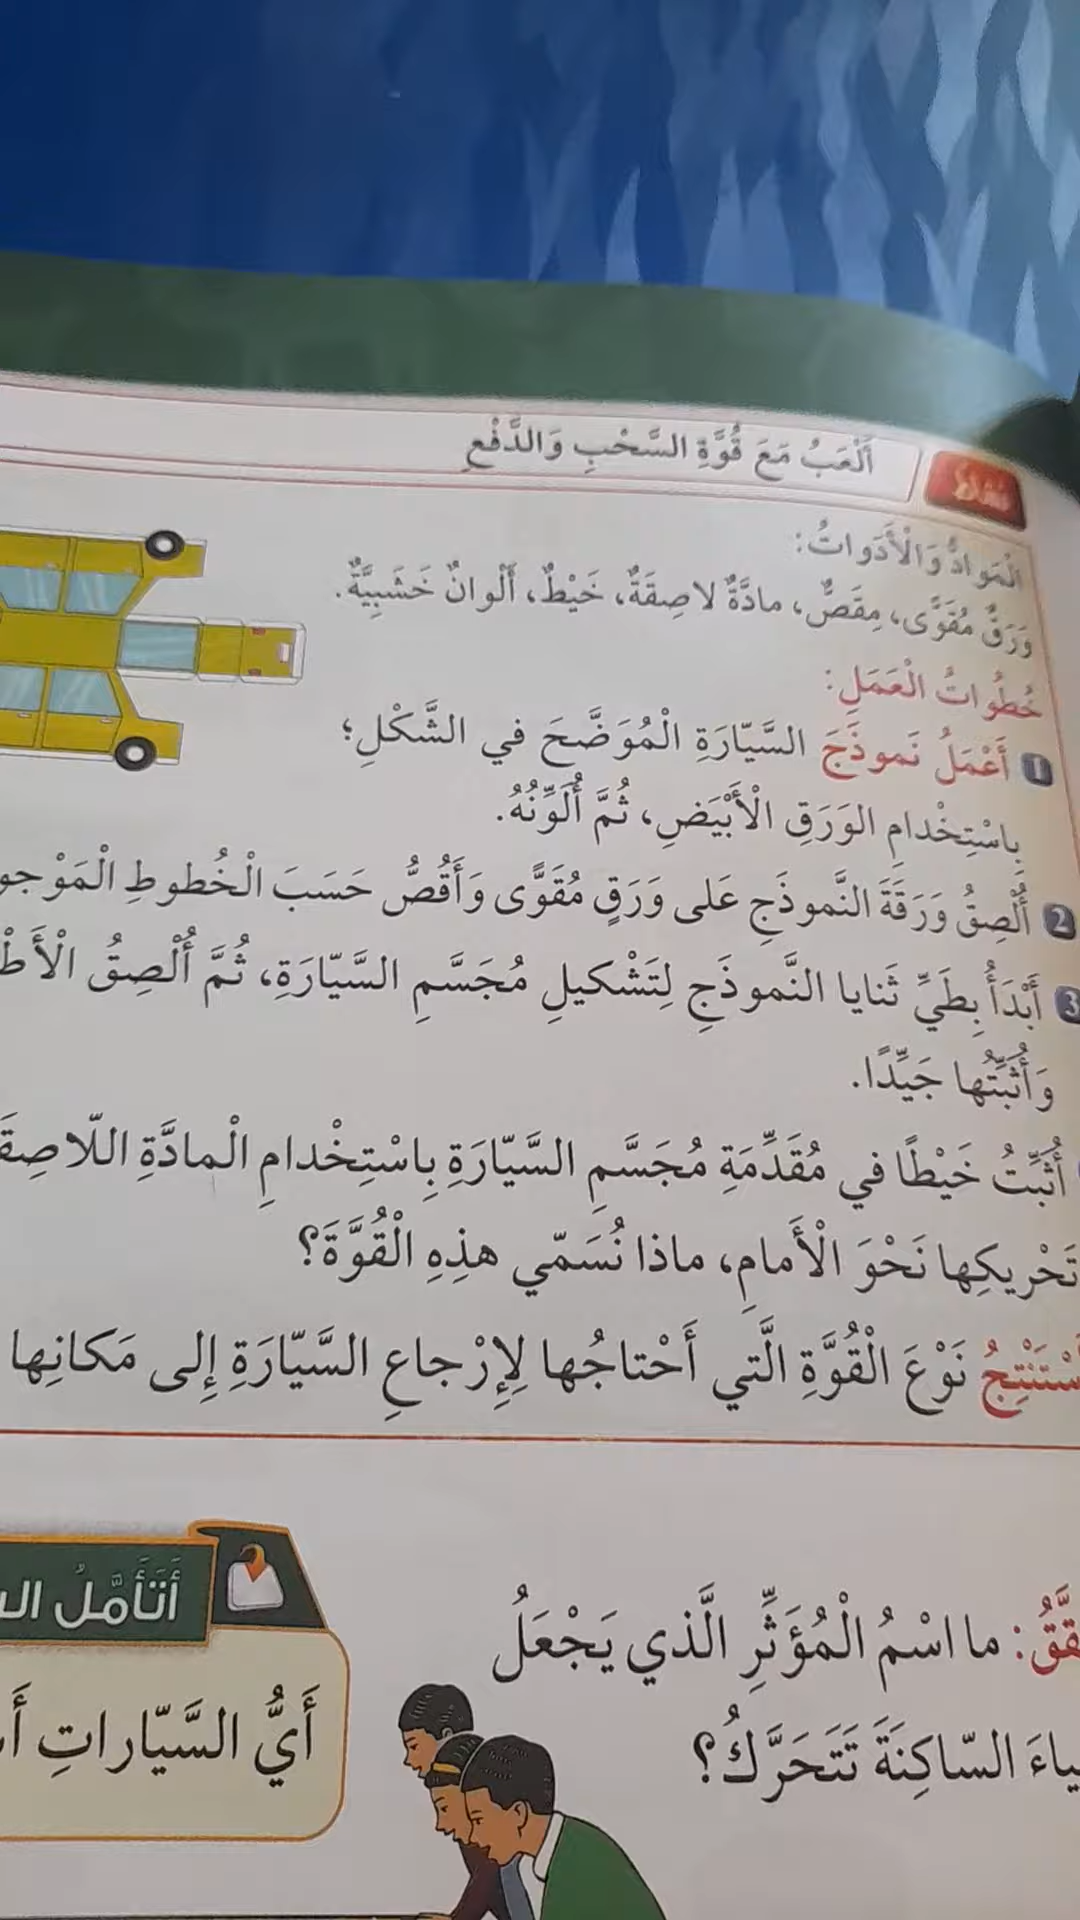 نشاط
أَلْعَبُ مَعَ قُوَّةِ السَّحْبِ وَالدَّفْعِ
الْمَوادُّ وَالْأَدَواتُ:
وَرَقٌ مُقَوًّى، مِقَصٌّ، مادَّةٌ لاصِقَةٌ، خَيْطٌ، أَلْوانٌ خَشَبِيَّةٌ.
خُطُواتُ الْعَمَلِ:
1 أَعْمَلُ نَموذَجَ السَّيّارَةِ الْمُوَضَّحَ في الشَّكْلِ؛
بِاسْتِخْدامِ الوَرَقِ الْأَبْيَضِ، ثُمَّ أُلَوِّنُهُ.
2 أُلْصِقُ وَرَقَةَ النَّموذَجِ عَلى وَرَقٍ مُقَوًّى وَأَقُصُّ حَسَبَ الْخُطوطِ
3 أَبْدَأُ بِطَيِّ ثَنايا النَّموذَجِ لِتَشْكيلِ مُجَسَّمِ السَّيّارَةِ، ثُمَّ أُلْصِقُ
وَأُثَبِّتُها جَيِّدًا.
أُثَبِّتُ خَيْطًا في مُقَدِّمَةِ مُجَسَّمِ السَّيّارَةِ بِاسْتِخْدامِ الْمادَّةِ
تَحْريكِها نَحْوَ الْأَمامِ، ماذا نُسَمّي هذِهِ الْقُوَّةَ؟
نَوْعَ الْقُوَّةِ الَّتي أَحْتاجُها لِإِرْجاعِ السَّيّارَةِ إِلى مَكانِها
ما اسْمُ الْمُؤَثِّرِ الَّذي يَجْعَلُ
السّاكِنَةَ تَتَحَرَّكُ؟
أَتَأَمَّلُ
أَيُّ السَّيّاراتِ